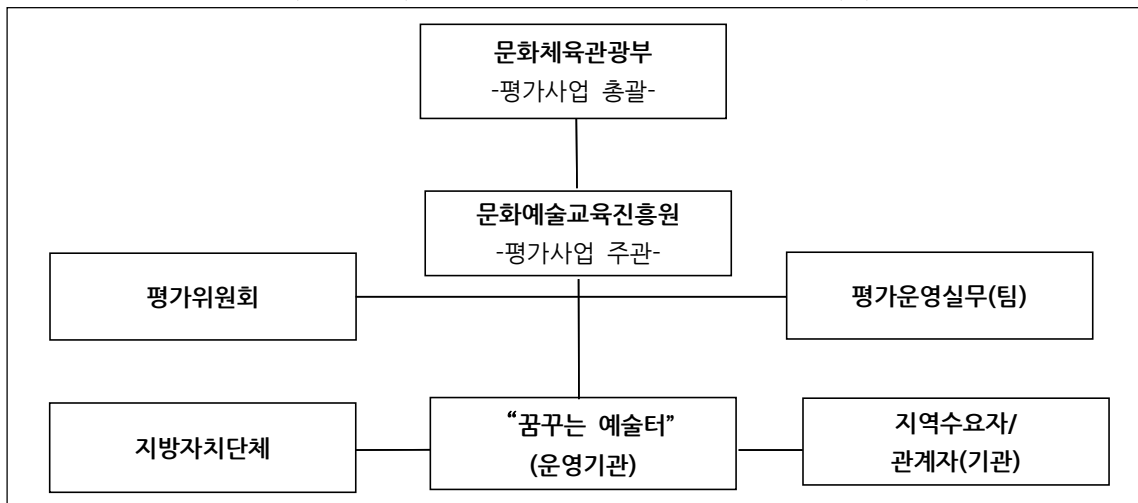 문화체육관광부
-평가사업 총괄-
문화예술교육진흥원
-평가사업 주관-
평가위원회
평가운영실무(팀)
지방자치단체
“꿈꾸는 예술터”
(운영기관)
지역수요자/
관계자(기관)